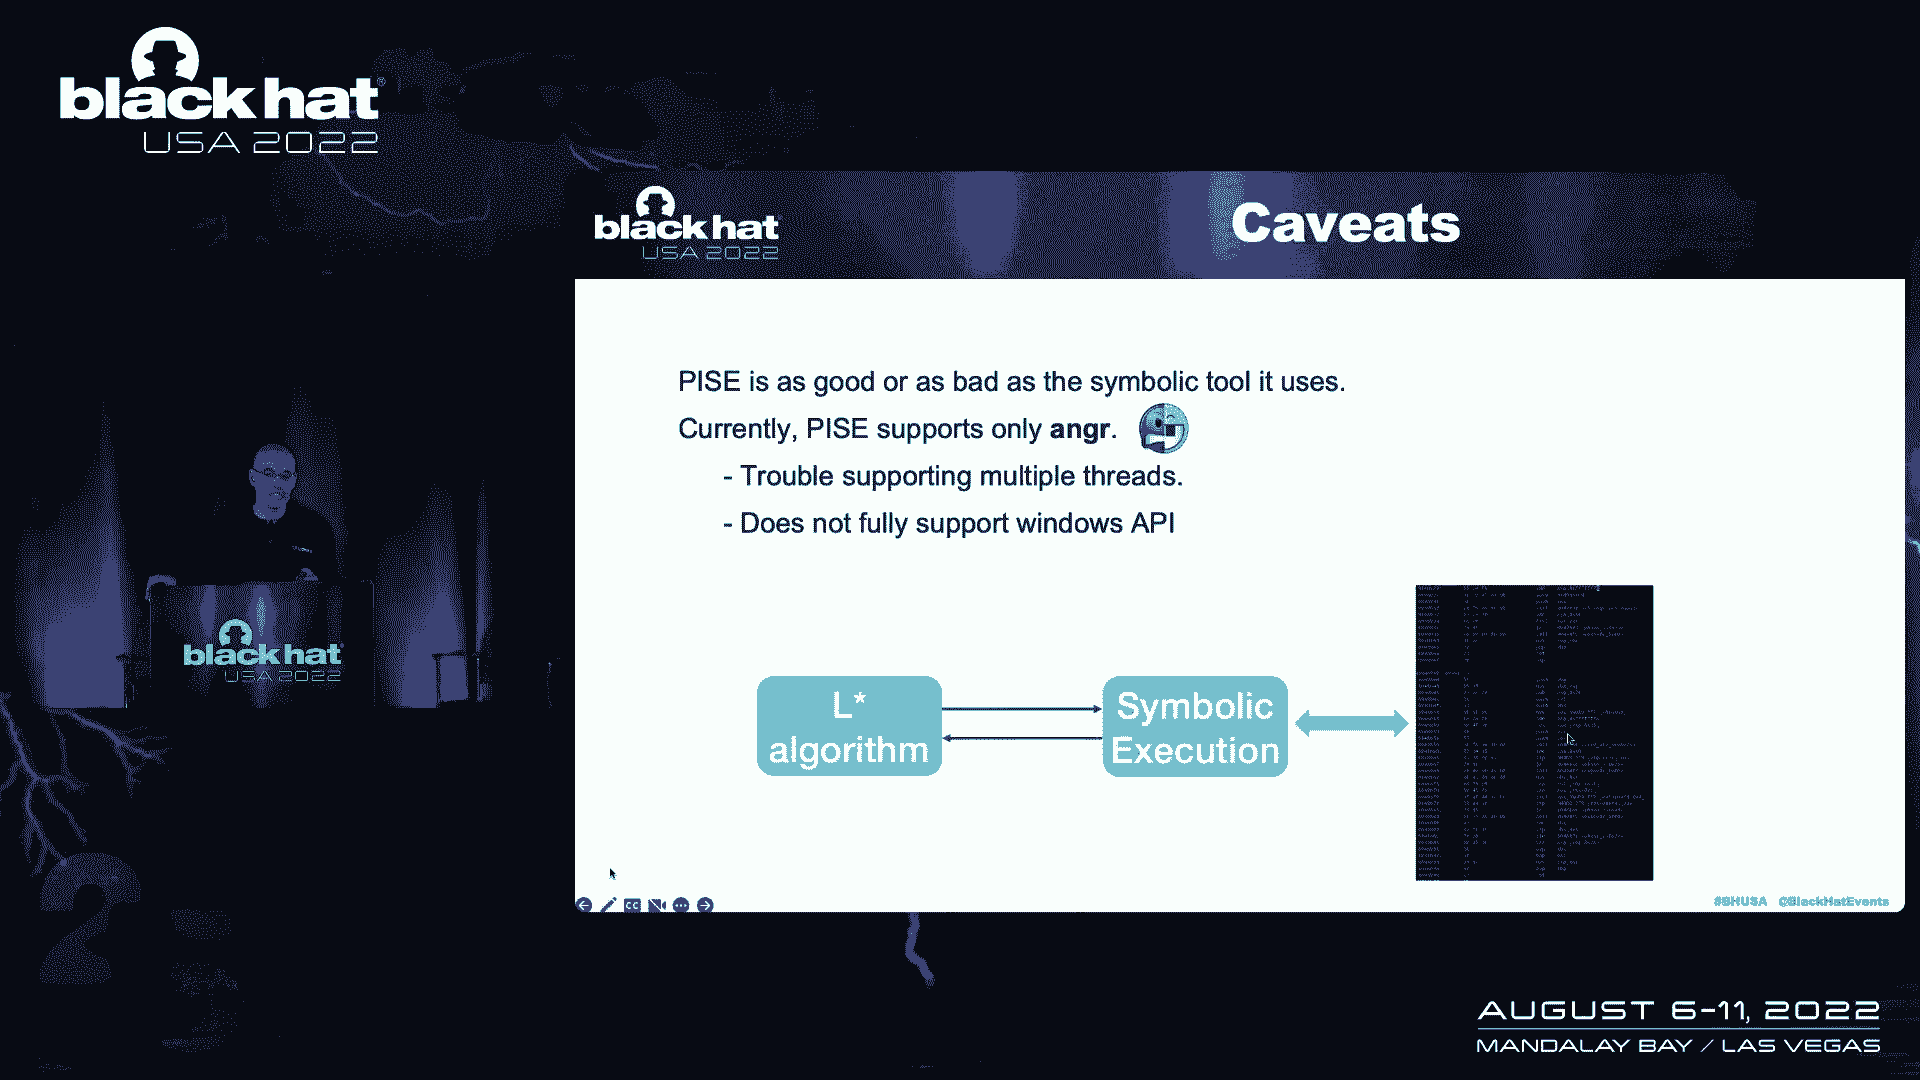 black hat®
USA 2022
black hat
USA 2022
Caveats
PISE is as good or as bad as the symbolic tool it uses.
Currently, PISE supports only angr.
- Trouble supporting multiple threads.
- Does not fully support windows API
L*
algorithm
Symbolic
Execution
CC
#BHUSA @BlackHatEvents
black hat
USA 2022
AUGUST 6-11, 2022
MANDALAY BAY / LAS VEGAS